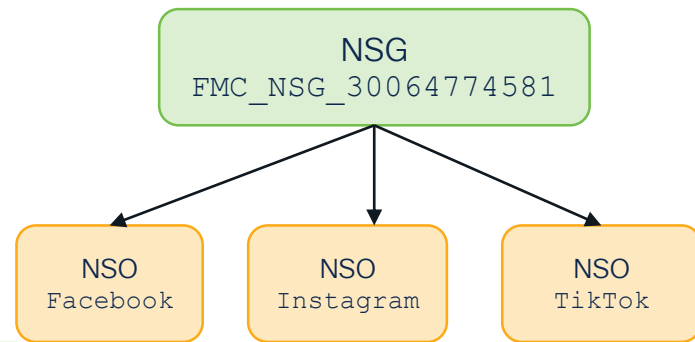 NSG
FMC_NSG_30064774581
NSO
Facebook
NSO
Instagram
NSO
TikTok